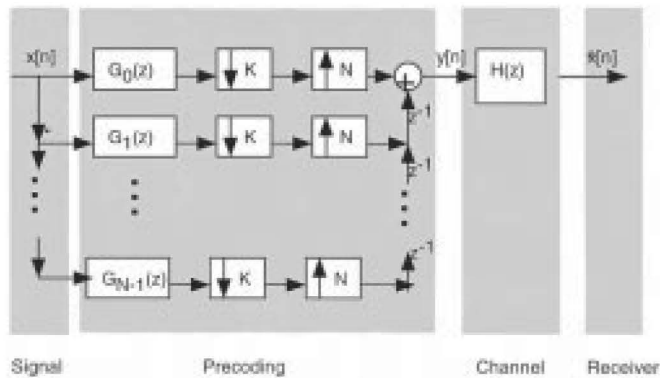 x[n]
G0(z)
K
N
y[n]
H(z)
x̂[n]
z-1
G1(z)
K
N
z-1
z-1
GN-1(z)
K
N
Signal
Precoding
Channel
Receiver